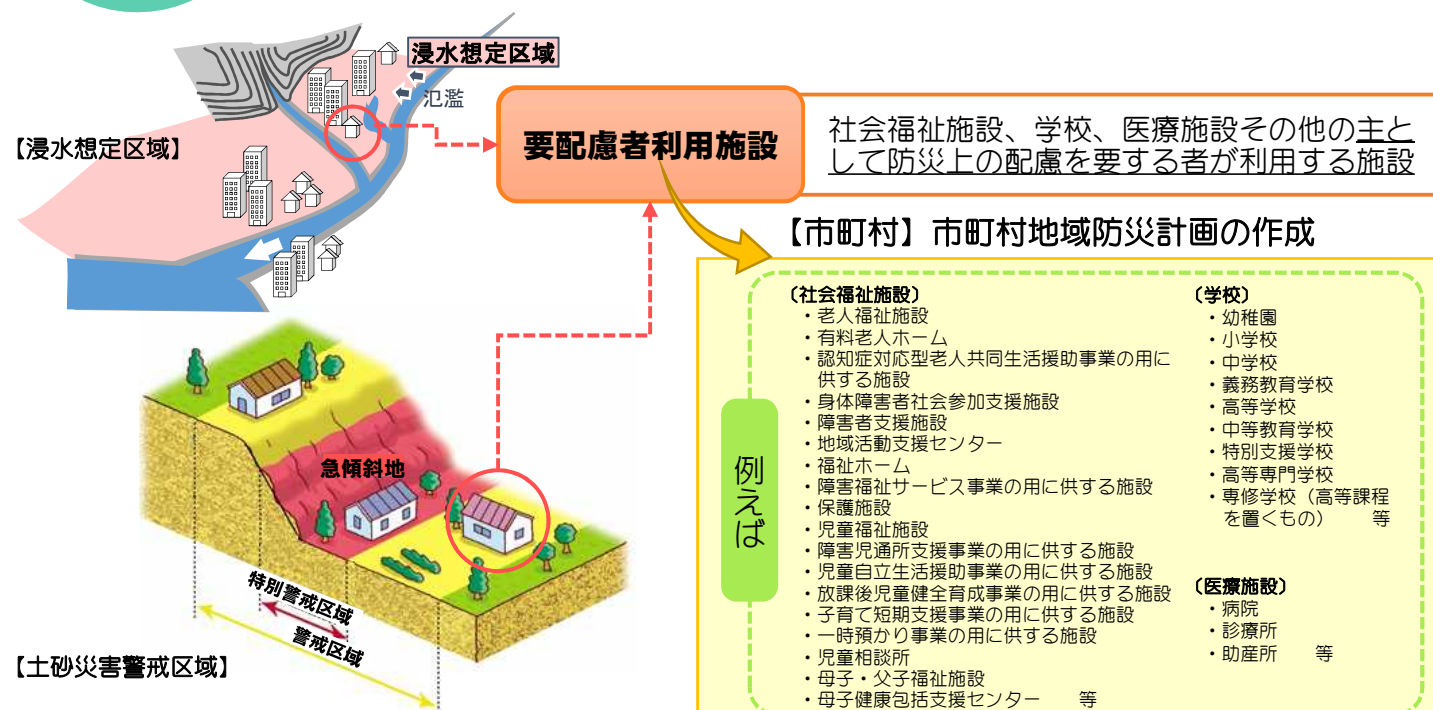 浸水想定区域
氾濫
【浸水想定区域】
要配慮者利用施設
社会福祉施設、学校、医療施設その他の主と
して防災上の配慮を要する者が利用する施設
【市町村】市町村地域防災計画の作成
例えば
（社会福祉施設）
・老人福祉施設
・有料老人ホーム
・認知症対応型老人共同生活援助事業の用に
供する施設
・身体障害者社会参加支援施設
・障害者支援施設
・地域活動支援センター
・福祉ホーム
・障害福祉サービス事業の用に供する施設
・保護施設
・児童福祉施設
・障害児通所支援事業の用に供する施設
・児童自立生活援助事業の用に供する施設
・放課後児童健全育成事業の用に供する施設
・子育て短期支援事業の用に供する施設
・一時預かり事業の用に供する施設
・児童相談所
・母子・父子福祉施設
・母子健康包括支援センター　等
（学校）
・幼稚園
・小学校
・中学校
・義務教育学校
・高等学校
・中等教育学校
・特別支援学校
・高等専門学校
・専修学校（高等課程
を置くもの）　等
（医療施設）
・病院
・診療所
・助産所　等
急傾斜地
特別警戒区域
警戒区域
【土砂災害警戒区域】